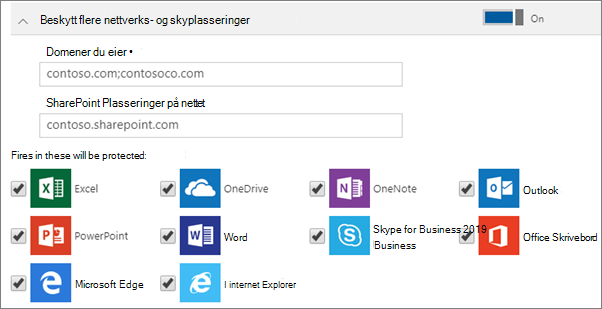 Beskytt flere nettverks- og skyplasseringer On
Domener du eier •
contoso.com;contosoco.com
SharePoint Plasseringer på nettet
contoso.sharepoint.com
Fires in these will be protected:
Excel OneDrive OneNote Outlook
PowerPoint Word Skype for Business 2019 Office Skrivebord
Business
Microsoft Edge I internet Explorer